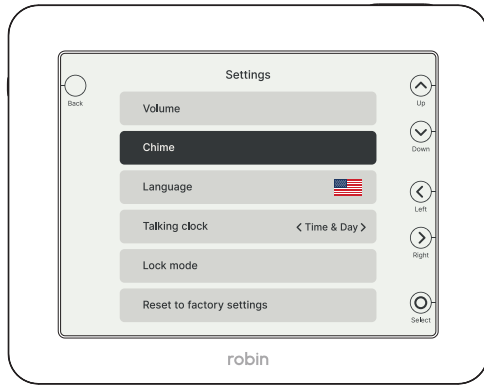 Settings
Back
Volume
Chime
Language
Talking clock < Time & Day >
Lock mode
Reset to factory settings
Up
Down
Left
Right
Select
robin